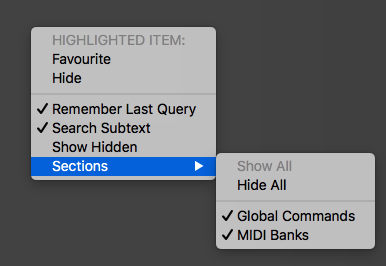 HIGHLIGHTED ITEM:
Favourite
Hide
Remember Last Query
Search Subtext
Show Hidden
Sections
Show All
Hide All
Global Commands
MIDI Banks